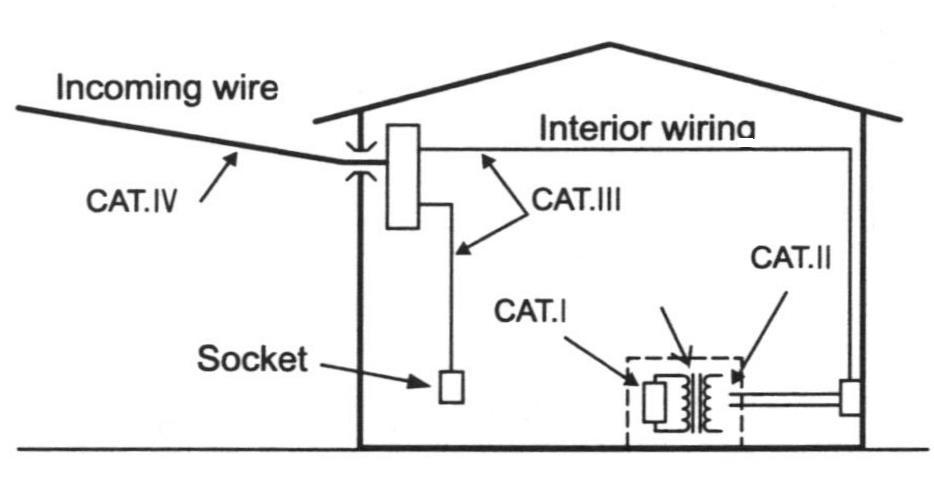 Incoming wire
Interior wiring
CAT.IV
CAT.III
CAT.II
CAT.I
Socket